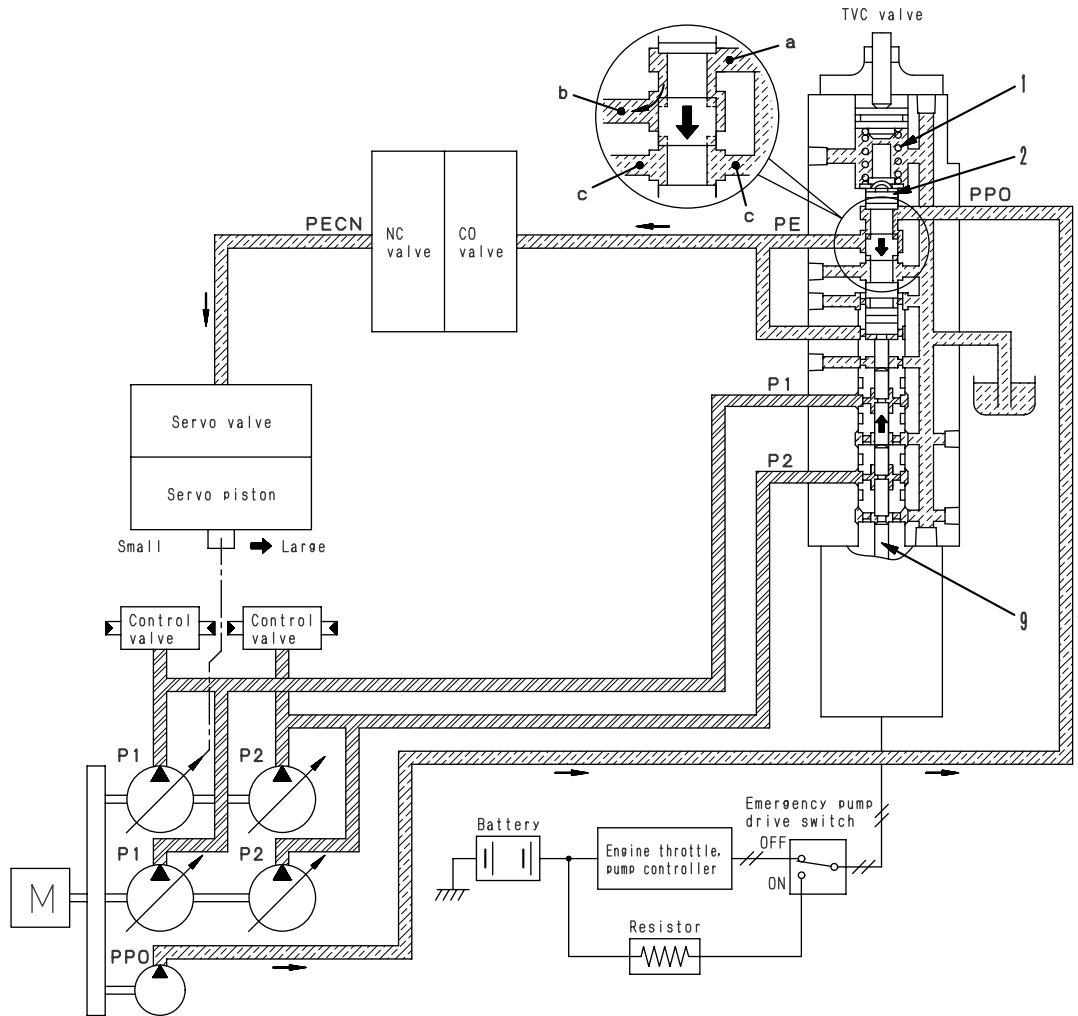 TVC valve
a
1
b
2
c
c
PPO
PECN
NC valve
CO valve
PE
P1
Servo valve
P2
Servo piston
Small
Large
Control valve
Control valve
9
P1
P2
Emergency pump
drive switch
Battery
OFF
P1
P2
Engine throttle,
pump controller
ON
M
Resistor
PPO